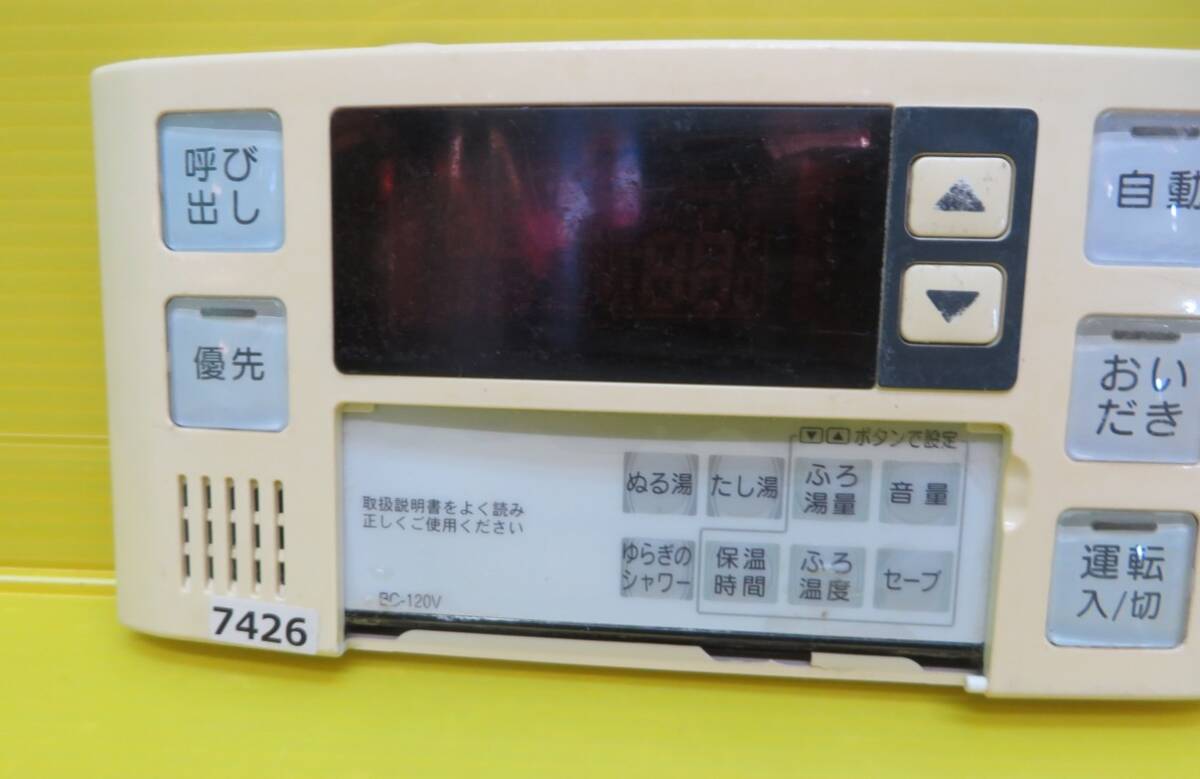 呼び
出し
優先
自動
おい
だき
運転
入/切
▼▲ボタンで設定
ぬる湯
たし湯
ふろ
湯量
音量
取扱説明書をよく読み
正しくご使用ください
ゆらぎの
シャワー
保温
時間
ふろ
温度
セーブ
BC-120V
7426